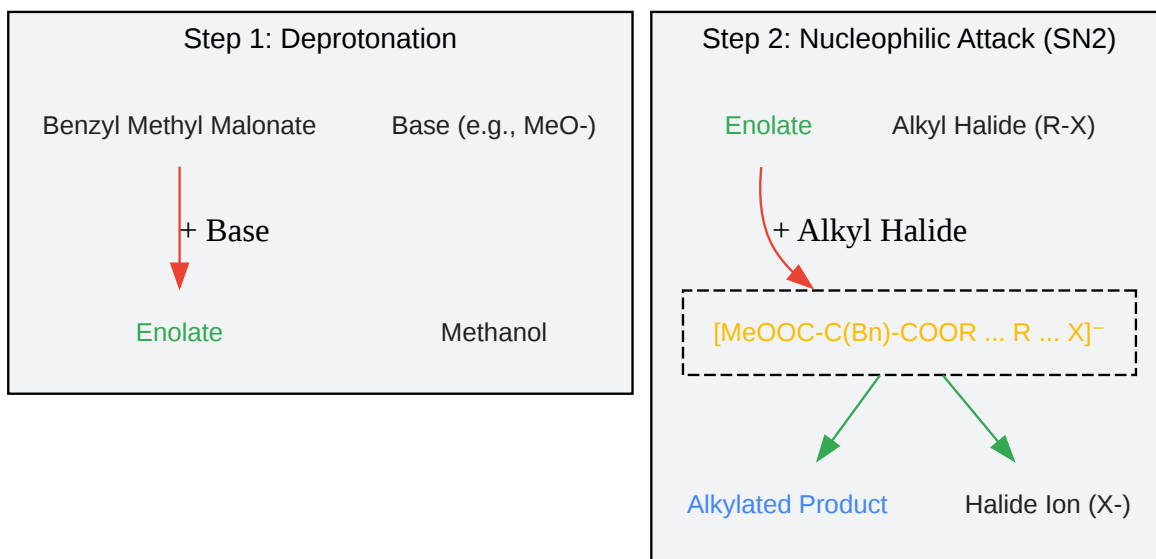 Step 1: Deprotonation
Benzyl Methyl Malonate
Base (e.g., MeO-)
+ Base
Enolate
Methanol
Step 2: Nucleophilic Attack (SN2)
Enolate
Alkyl Halide (R-X)
+ Alkyl Halide
[MeOOC-C(Bn)-COOR ... R ... X]⁻
Alkylated Product
Halide Ion (X-)